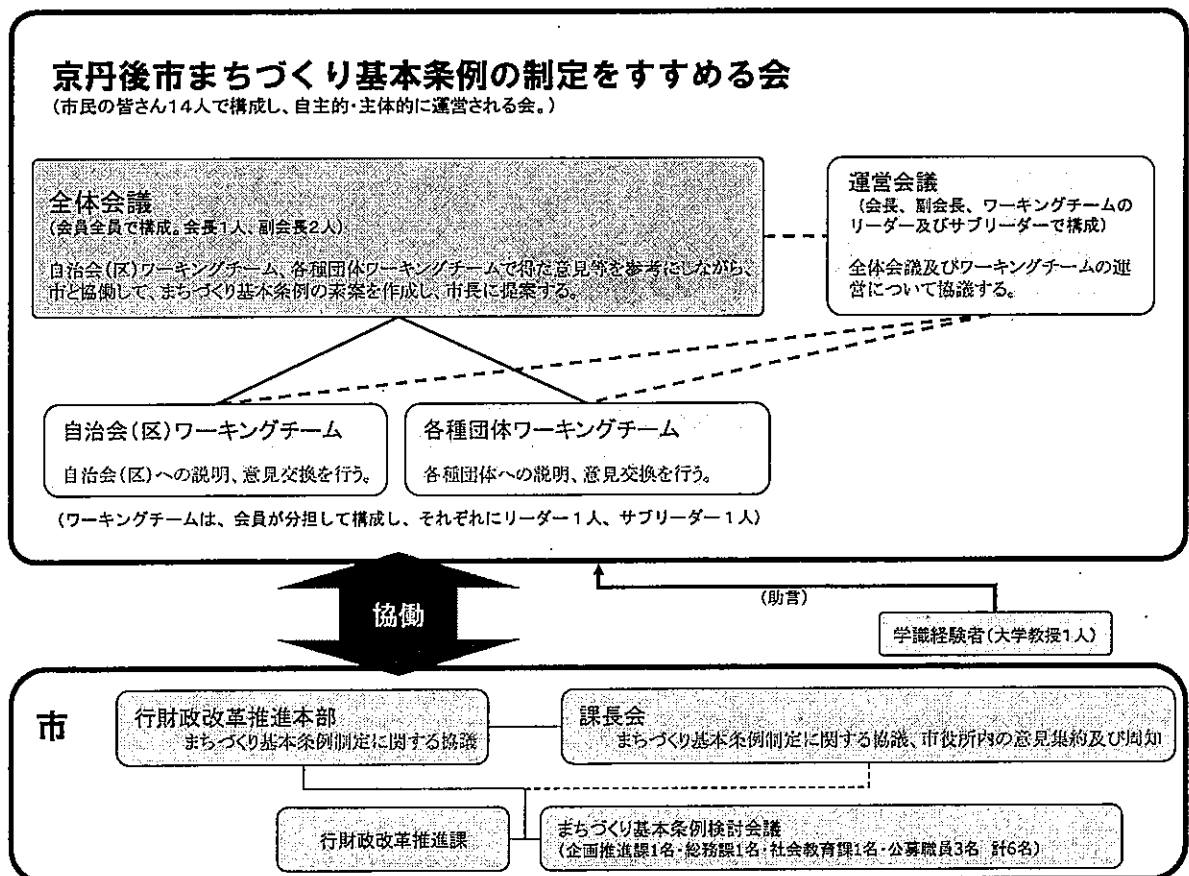 京丹後市まちづくり基本条例の制定をすすめる会
(市民の皆さん14人で構成し、自主的・主体的に運営される会。)
全体会議
(会員全員で構成。会長1人、副会長2人)
自治会(区)ワーキングチーム、各種団体ワーキングチームで得た意見等を参考にしながら、
市と協働して、まちづくり基本条例の素案を作成し、市長に提案する。
運営会議
(会長、副会長、ワーキングチームの
リーダー及びサブリーダーで構成)
全体会議及びワーキングチームの運
営について協議する。
自治会(区)ワーキングチーム
自治会(区)への説明、意見交換を行う。
各種団体ワーキングチーム
各種団体への説明、意見交換を行う。
(ワーキングチームは、会員が分担して構成し、それぞれにリーダー1人、サブリーダー1人)
協働
(助言)
学識経験者(大学教授1人)
市
行財政改革推進本部
まちづくり基本条例制定に関する協議
課長会
まちづくり基本条例制定に関する協議、市役所内の意見集約及び周知
行財政改革推進課
まちづくり基本条例検討会議
(企画推進課1名・総務課1名・社会教育課1名・公募職員3名 計6名)